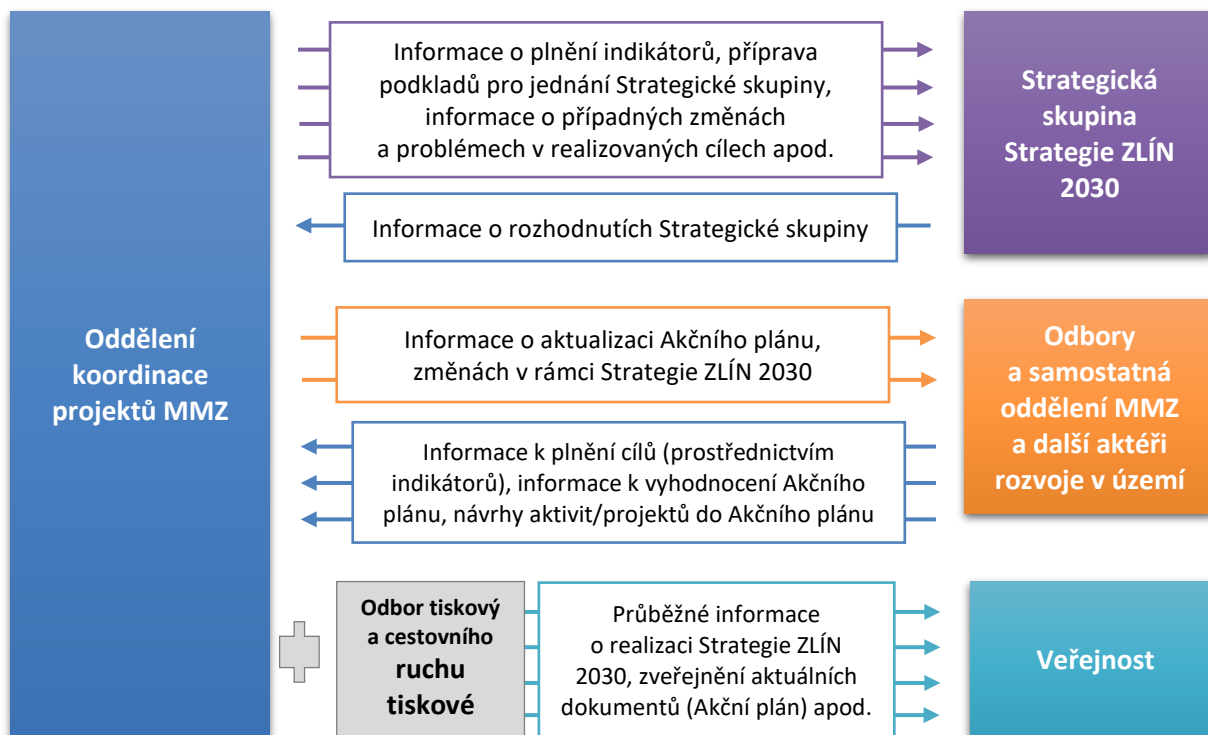 Oddělení
koordinace
projektů MMZ
Informace o plnění indikátorů, příprava
podkladů pro jednání Strategické skupiny,
informace o případných změnách
a problémech v realizovaných cílech apod.
Strategická
skupina
Strategie ZLÍN
2030
Informace o rozhodnutích Strategické skupiny
Informace o aktualizaci Akčního plánu,
změnách v rámci Strategie ZLÍN 2030
Odbory
a samostatná
oddělení MMZ
a další aktéři
rozvoje v území
Informace k plnění cílů (prostřednictvím
indikátorů), informace k vyhodnocení Akčního
plánu, návrhy aktivit/projektů do Akčního plánu
Odbor tiskový
a cestovního
ruchu
tiskové
Průběžné informace
o realizaci Strategie ZLÍN
2030, zveřejnění aktuálních
dokumentů (Akční plán) apod.
Veřejnost